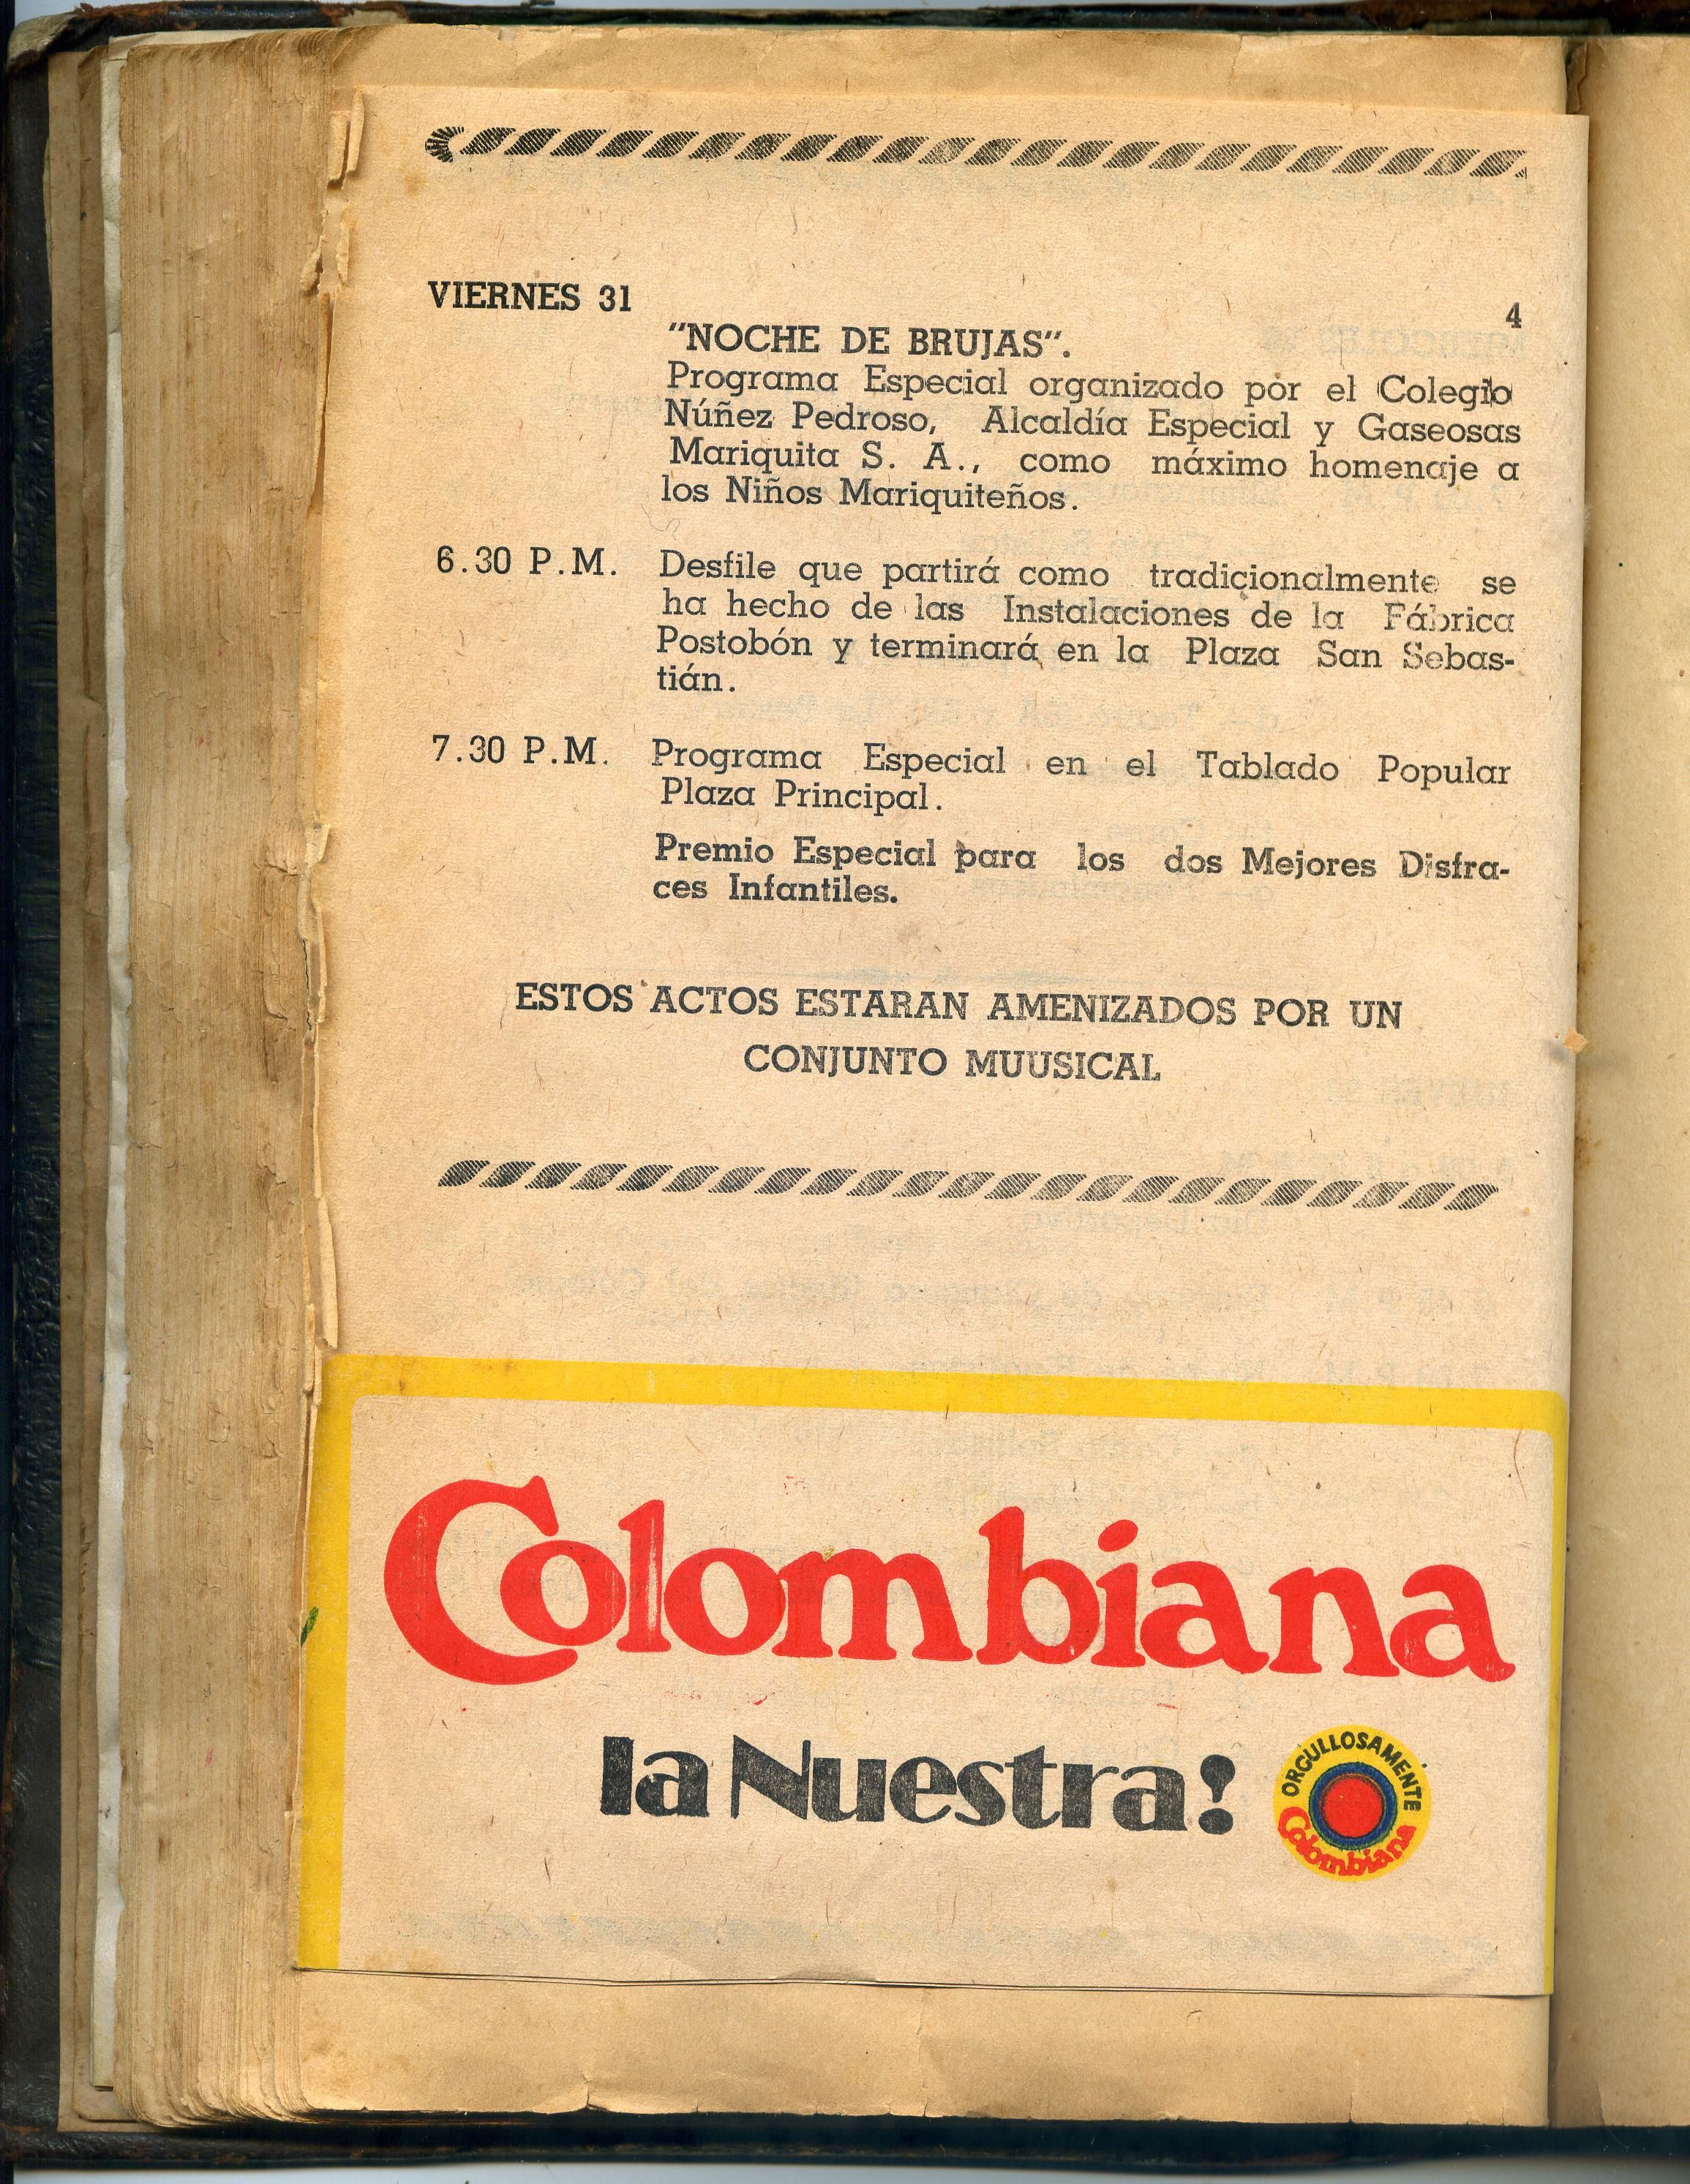 VIERNES 31
4
"NOCHE DE BRUJAS".
Programa Especial organizado por el Colegio
Núñez Pedroso, Alcaldía Especial y Gaseosas
Mariquita S. A., como máximo homenaje a
los Niños Mariquiteños.
6.30 P.M. Desfile que partirá como tradicionalmente se
ha hecho de las Instalaciones de la Fábrica
Postobón y terminará en la Plaza San Sebas-
tián.
7.30 P.M. Programa Especial en el Tablado Popular
Plaza Principal.
Premio Especial para los dos Mejores Disfra-
ces Infantiles.
ESTOS ACTOS ESTARAN AMENIZADOS POR UN
CONJUNTO MUUSICAL
Colombiana
la Nuestra!
ORGULLOSAMENTE
Colombiana